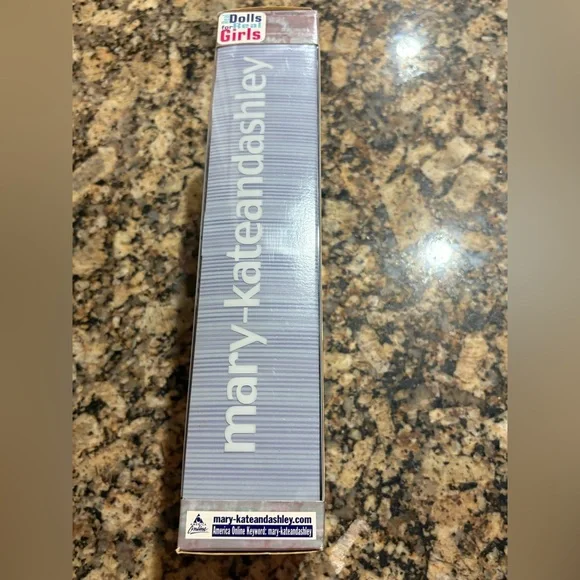 Dolls
for Real
Girls
mary-kateandashley
mary-kateandashley.com
America Online Keyword: mary-kateandashley